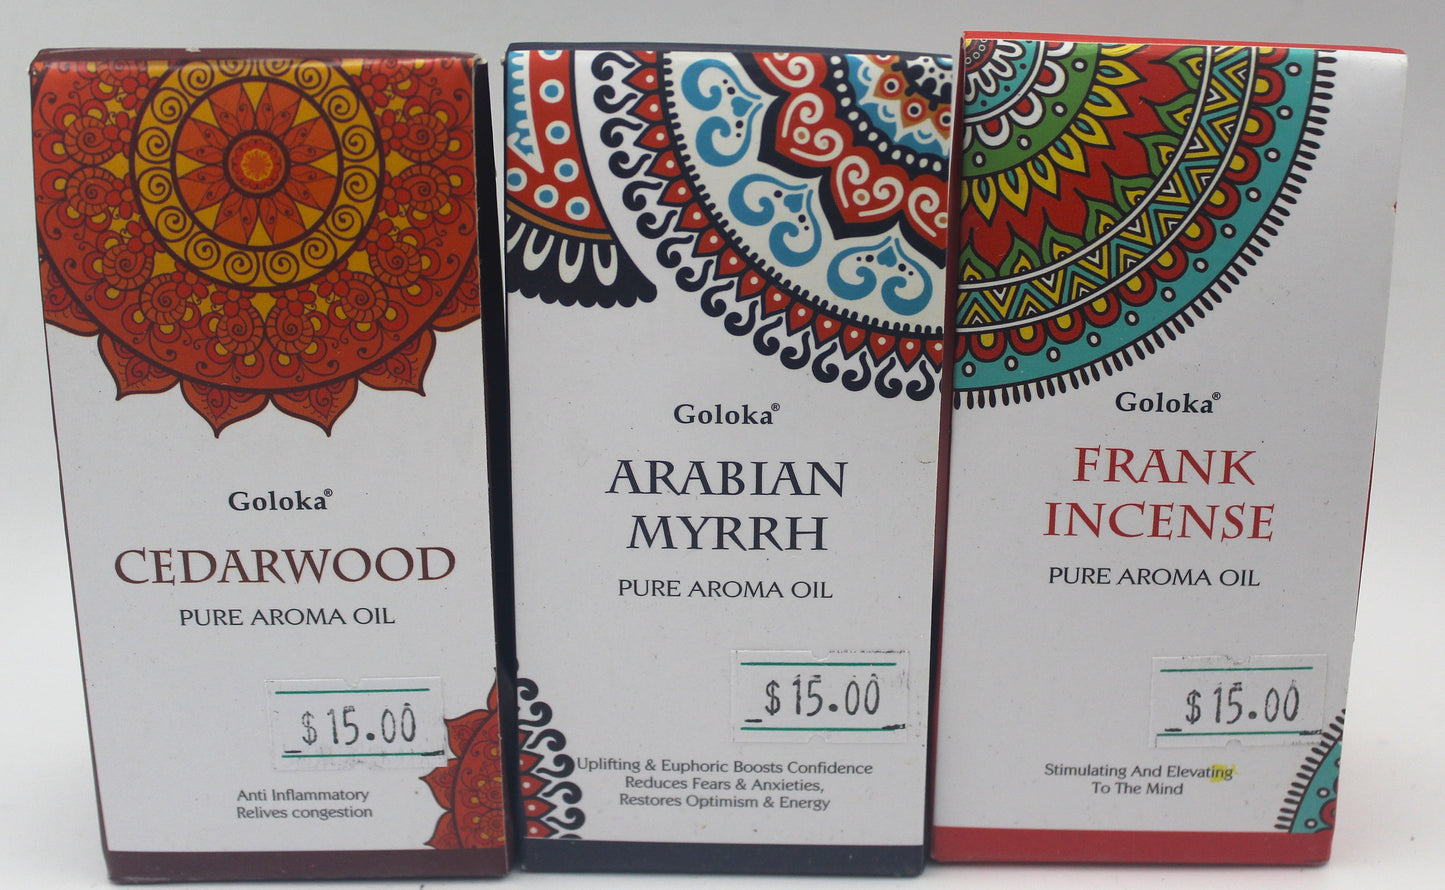 Goloka®
CEDARWOOD
PURE AROMA OIL
$ 15.00
Anti Inflammatory
Relives congestion
Goloka®
ARABIAN
MYRRH
PURE AROMA OIL
$ 15.00
Uplifting & Euphoric Boosts Confidence
Reduces Fears & Anxieties,
Restores Optimism & Energy
Goloka®
FRANK
INCENSE
PURE AROMA OIL
$ 15.00
Stimulating And Elevating
To The Mind